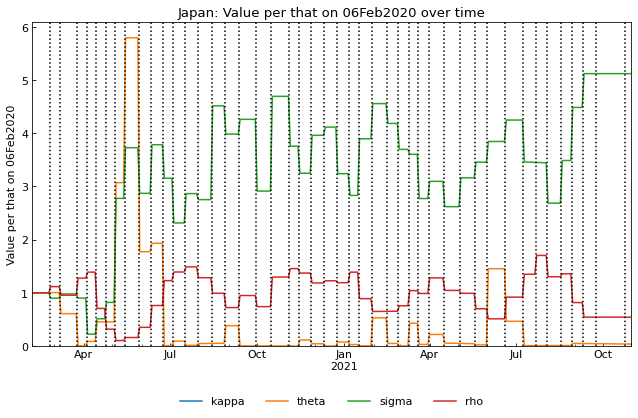 Japan: Value per that on 06Feb2020 over time
Value per that on 06Feb2020
6
5
4
3
2
1
0
Apr Jul Oct Jan Apr Jul Oct
2021
kappa theta sigma rho